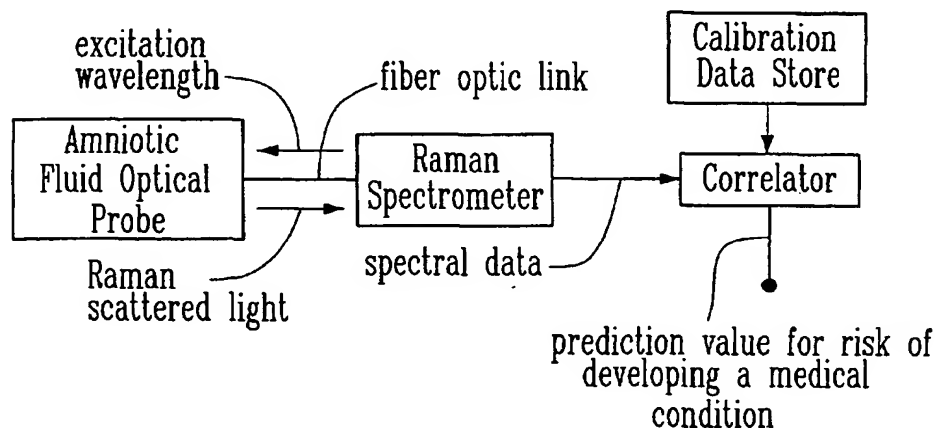 excitation
wavelength
fiber optic link
Calibration
Data Store
Amniotic
Fluid Optical
Probe
Raman
Spectrometer
Correlator
Raman
scattered light
spectral data
prediction value for risk of
developing a medical
condition